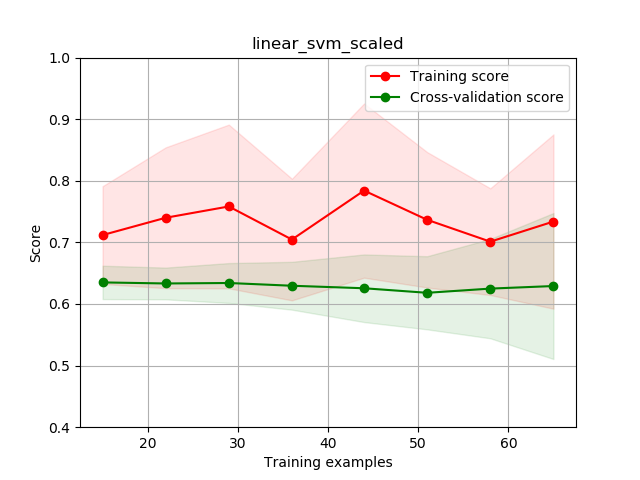 linear_svm_scaled
Training score
Cross-validation score
1.0
0.9
0.8
0.7
0.6
0.5
0.4
Score
20 30 40 50 60
Training examples